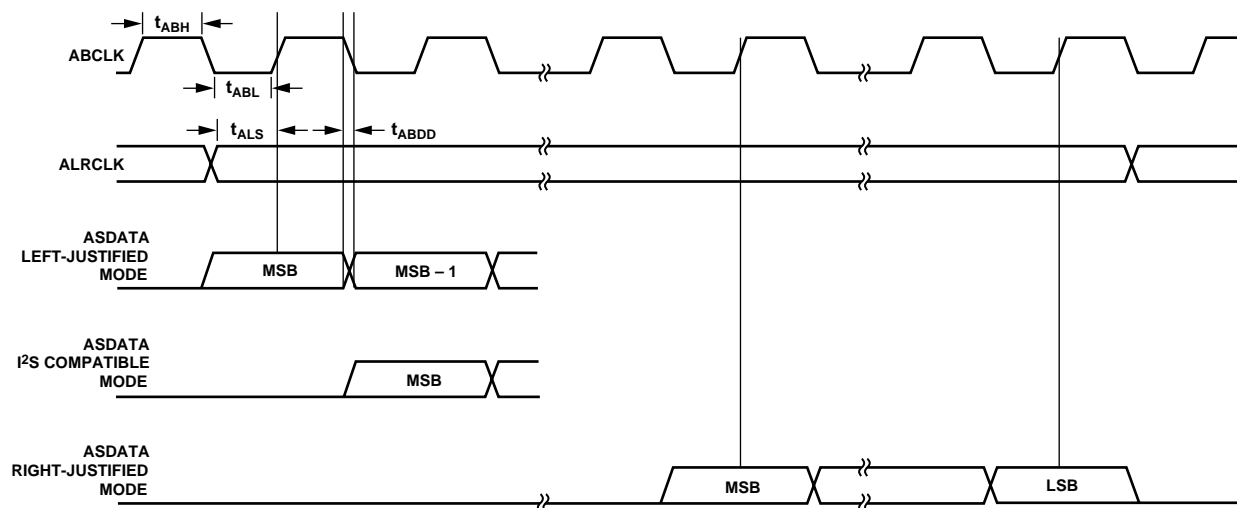 tABH
ABCLK
tABL
tALS
tABDD
ALRCLK
ASDATA
LEFT-JUSTIFIED
MODE
MSB
MSB – 1
ASDATA
I²S COMPATIBLE
MODE
MSB
ASDATA
RIGHT-JUSTIFIED
MODE
MSB
LSB